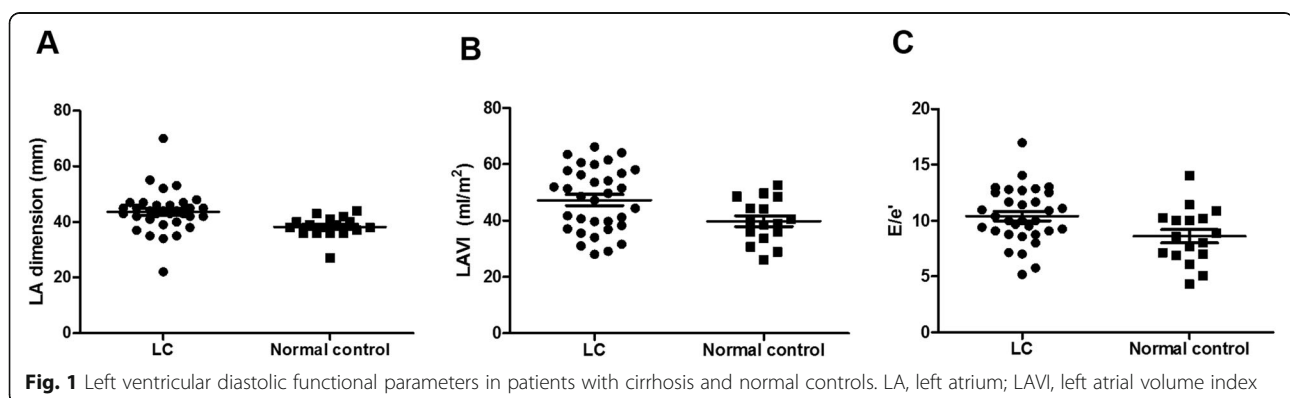 A
B
C
LA dimension (mm)
80
60
40
20
0
LC
Normal control
LAVI (ml/m²)
80
60
40
20
0
LC
Normal control
E/e'
20
15
10
5
0
LC
Normal control
Fig. 1 Left ventricular diastolic functional parameters in patients with cirrhosis and normal controls. LA, left atrium; LAVI, left atrial volume index